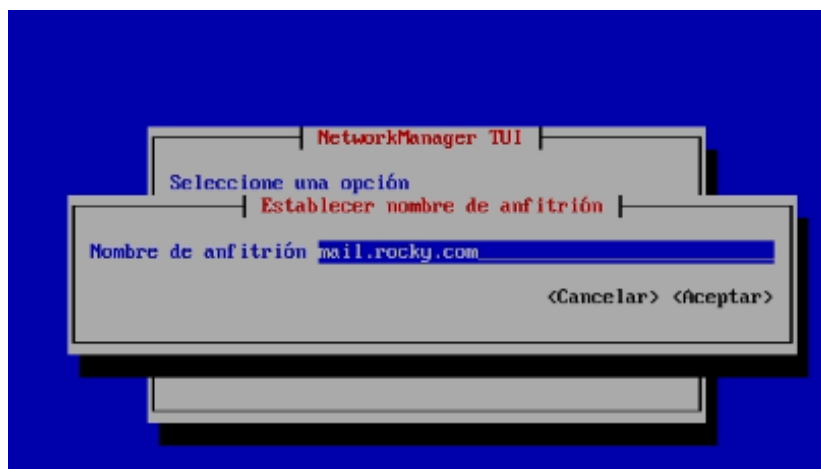 NetworkManager TUI
Seleccione una opción
Establecer nombre de anfitrión
Nombre de anfitrión mail.rocky.com
<Cancelar> <Aceptar>